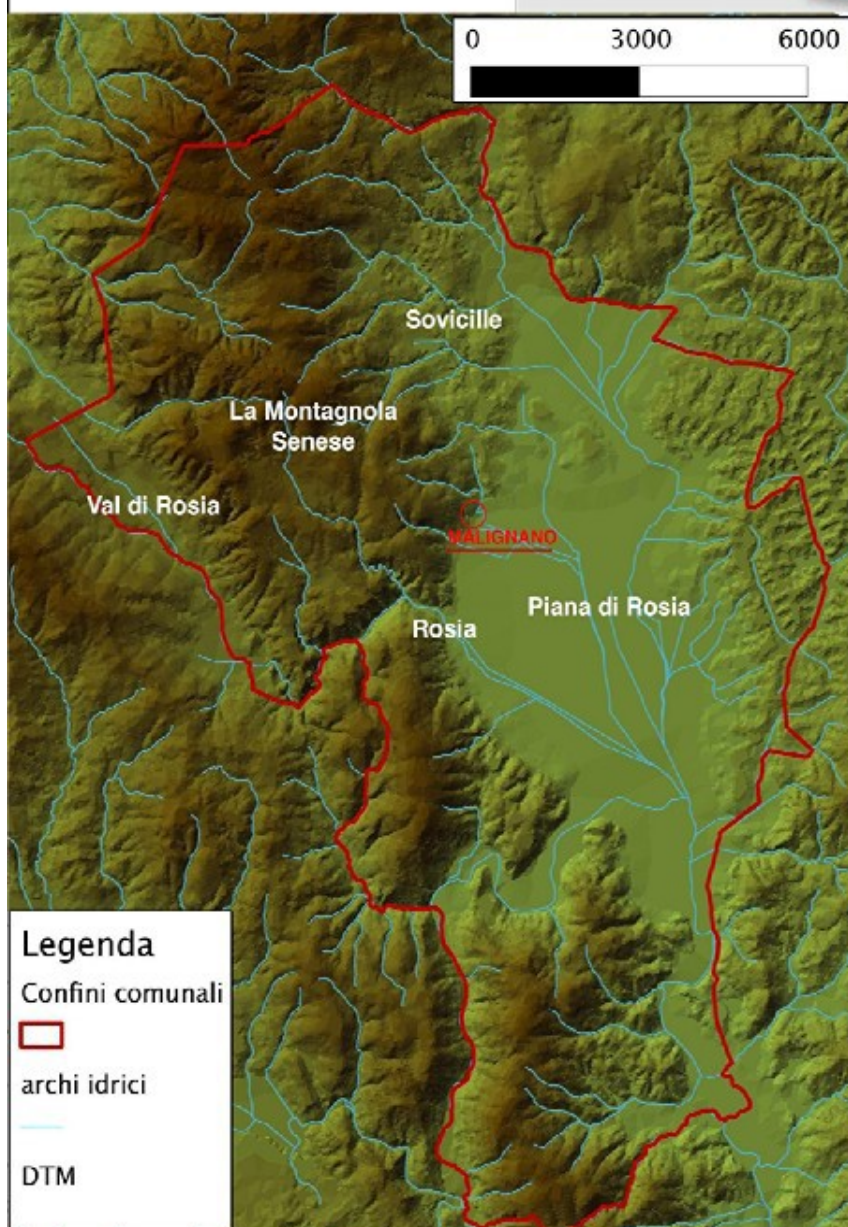 0 3000 6000
Sovicille
La Montagnola
Senese
Val di Rosia
MALIGNANO
Piana di Rosia
Rosia
Legenda
Confini comunali
archi idrici
DTM